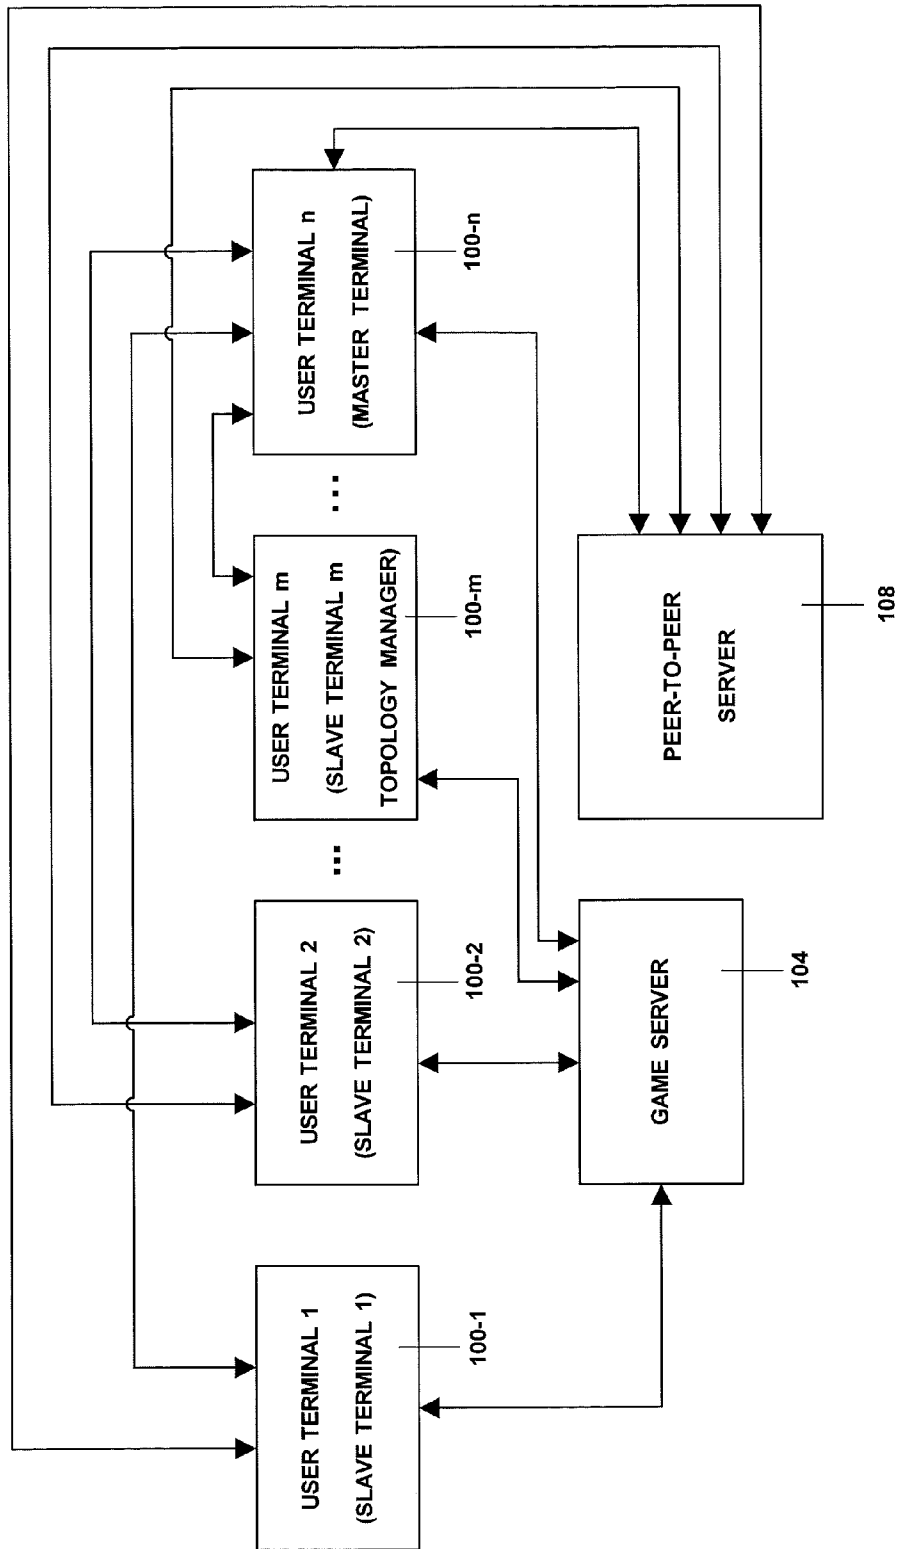 USER TERMINAL 1
(SLAVE TERMINAL 1)
100-1
USER TERMINAL 2
(SLAVE TERMINAL 2)
100-2
...
USER TERMINAL m
(SLAVE TERMINAL m
TOPOLOGY MANAGER)
100-m
...
USER TERMINAL n
(MASTER TERMINAL)
100-n
GAME SERVER
104
PEER-TO-PEER
SERVER
108